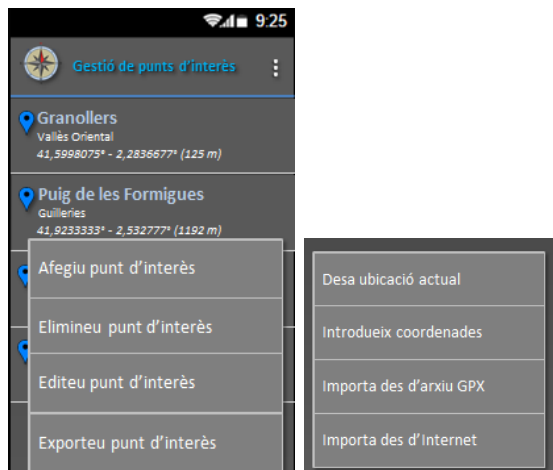 9:25
Gestió de punts d'interès
Granollers
Vallès Oriental
41,5998075° - 2,2836677° (125 m)
Puig de les Formigues
Guilleries
41,9233333° - 2,532777° (1192 m)
Afegiu punt d'interès
Elimineu punt d'interès
Editeu punt d'interès
Exporteu punt d'interès
Desa ubicació actual
Introdueix coordenades
Importa des d'arxiu GPX
Importa des d'Internet